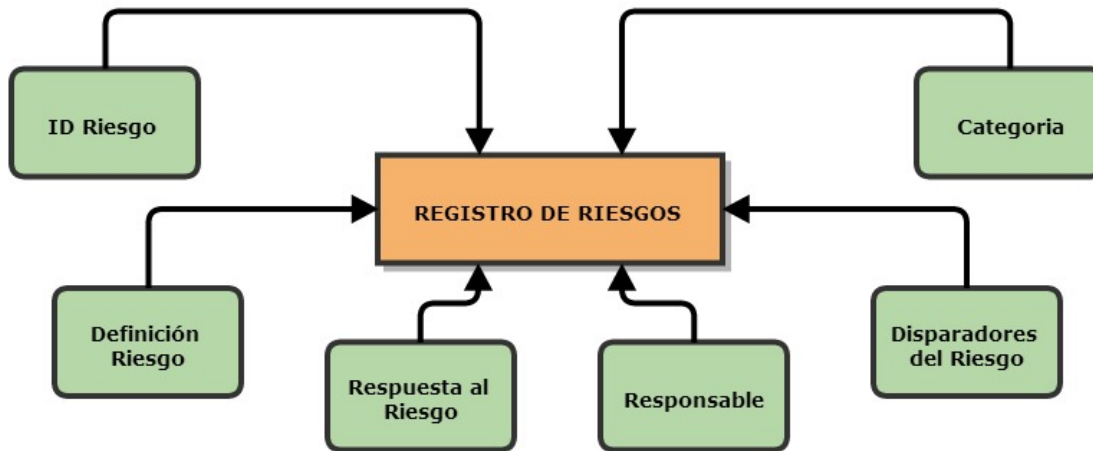 ID Riesgo
Categoria
REGISTRO DE RIESGOS
Definición
Riesgo
Respuesta al
Riesgo
Responsable
Disparadores
del Riesgo